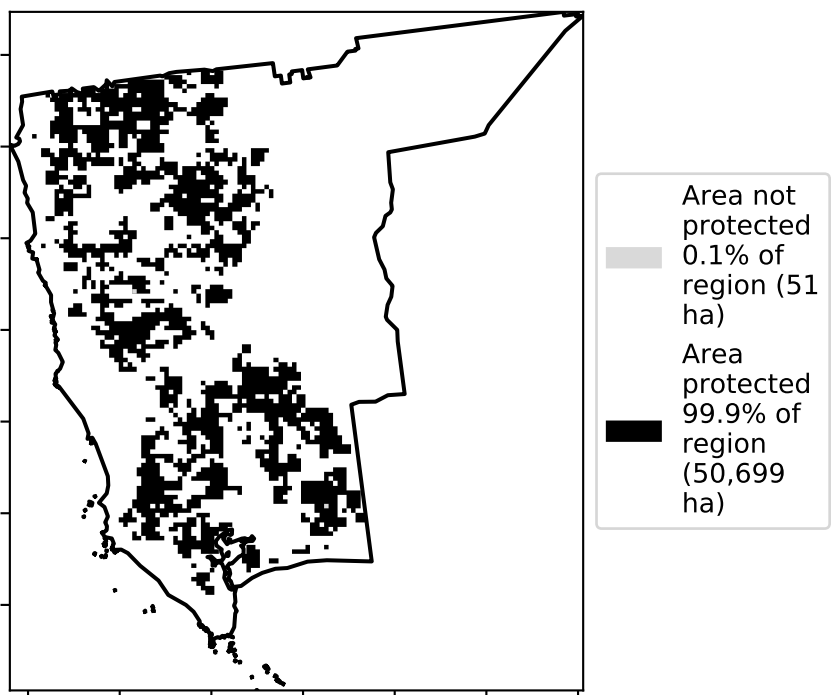 Area not
protected
0.1% of
region (51
ha)
Area
protected
99.9% of
region
(50,699
ha)